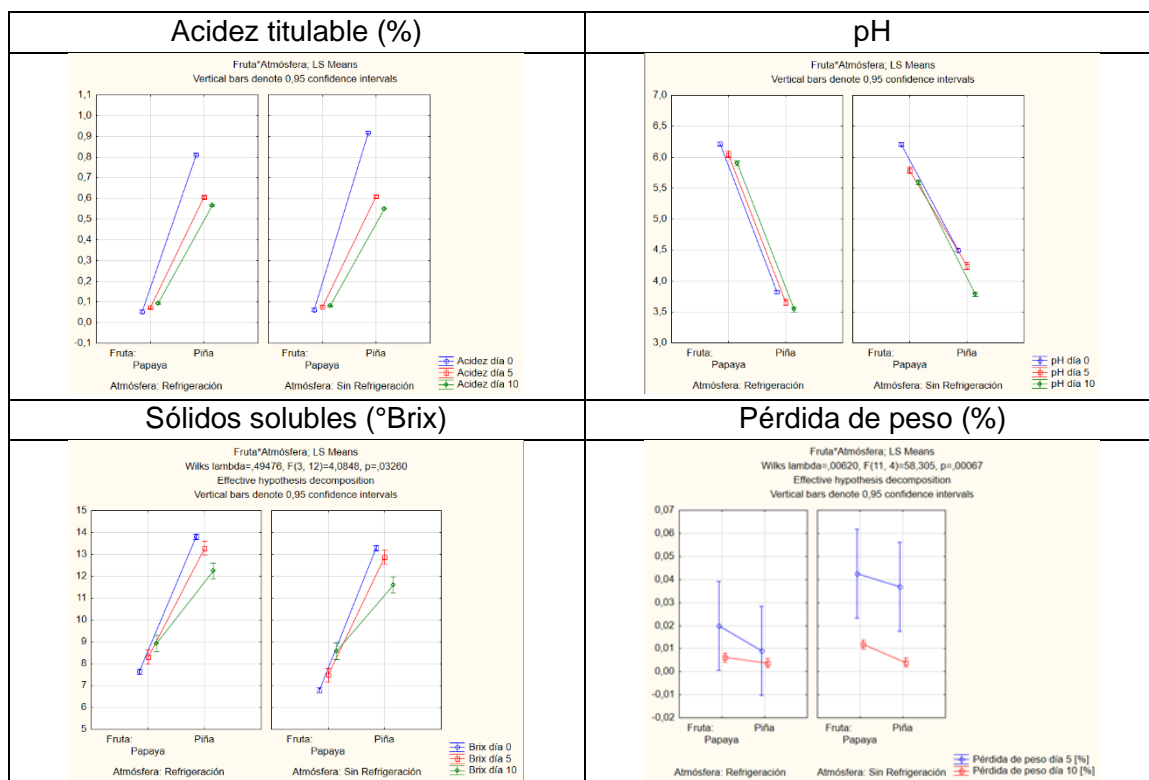 Acidez titulable (%)
pH
Fruta*Atmósfera; LS Means
Vertical bars denote 0,95 confidence intervals
1,1
1,0
0,9
0,8
0,7
0,6
0,5
0,4
0,3
0,2
0,1
0,0
-0,1
Fruta:
Papaya
Piña
Piña
Fruta:
Papaya
Atmósfera: Refrigeración
Atmósfera: Sin Refrigeración
Acidez día 0
Acidez día 5
Acidez día 10
Fruta*Atmósfera; LS Means
Vertical bars denote 0,95 confidence intervals
7,0
6,5
6,0
5,5
5,0
4,5
4,0
3,5
3,0
Fruta:
Papaya
Piña
Fruta:
Papaya
Piña
Atmósfera: Refrigeración
Atmósfera: Sin Refrigeración
pH día 0
pH día 5
pH día 10
Sólidos solubles (°Brix)
Pérdida de peso (%)
Fruta*Atmósfera; LS Means
Wilks lambda=,49476, F(3, 12)=4,0848, p=,03260
Effective hypothesis decomposition
Vertical bars denote 0,95 confidence intervals
15
14
13
12
11
10
9
8
7
6
5
Fruta:
Papaya
Piña
Fruta:
Papaya
Piña
Atmósfera: Refrigeración
Atmósfera: Sin Refrigeración
Brix día 0
Brix día 5
Brix día 10
Fruta*Atmósfera; LS Means
Wilks lambda=,00620, F(11, 4)=58,305, p=,00067
Effective hypothesis decomposition
Vertical bars denote 0,95 confidence intervals
0,07
0,06
0,05
0,04
0,03
0,02
0,01
0,00
-0,01
-0,02
Fruta:
Papaya
Piña
Fruta:
Papaya
Piña
Atmósfera: Refrigeración
Atmósfera: Sin Refrigeración
Pérdida de peso día 5 [%]
Pérdida de peso día 10 [%]